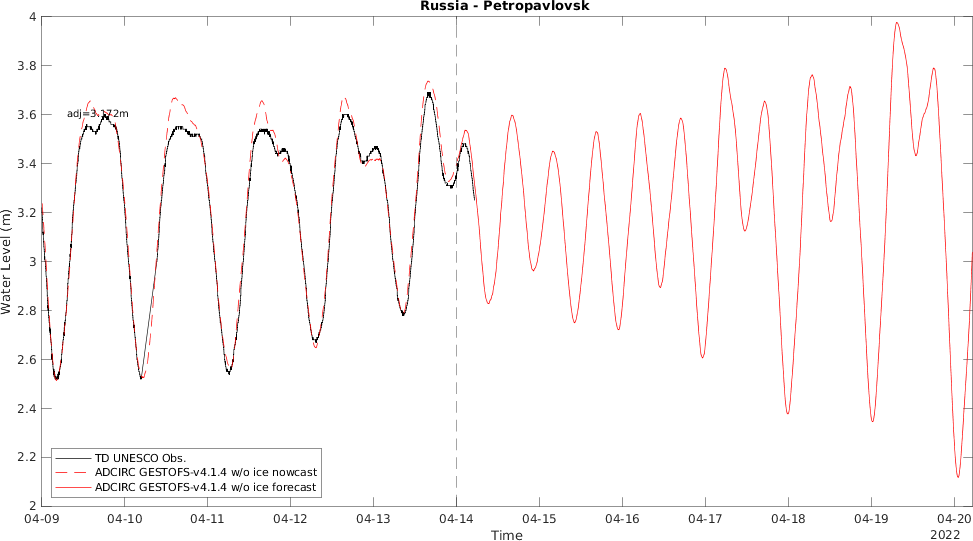 Russia - Petropavlovsk
4
3.8
3.6
3.4
3.2
3
2.8
2.6
2.4
2.2
2
Water Level (m)
adj=3.172m
TD UNESCO Obs.
ADCIRC GESTOFS-v4.1.4 w/o ice nowcast
ADCIRC GESTOFS-v4.1.4 w/o ice forecast
04-09 04-10 04-11 04-12 04-13 04-14 04-15 04-16 04-17 04-18 04-19 04-20
Time
2022